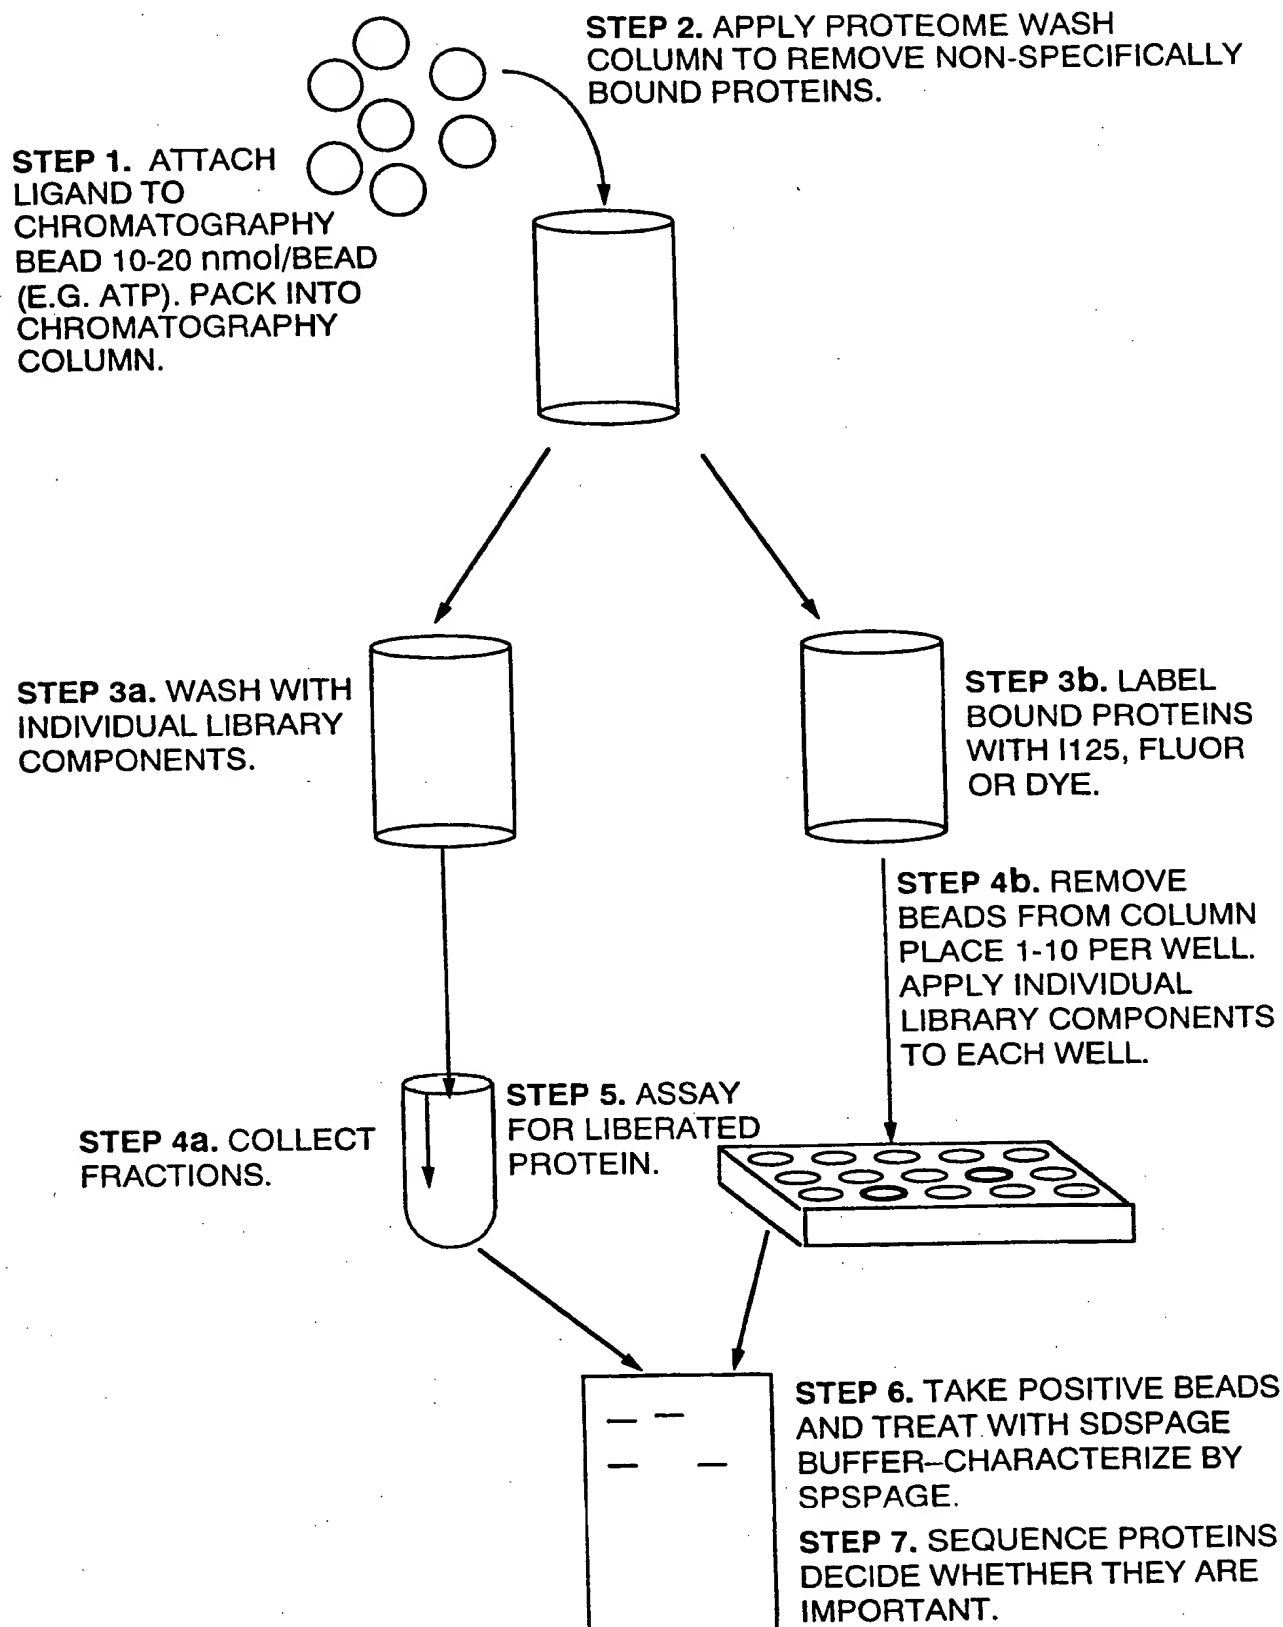 STEP 2. APPLY PROTEOME WASH
COLUMN TO REMOVE NON-SPECIFICALLY
BOUND PROTEINS.
STEP 1. ATTACH
LIGAND TO
CHROMATOGRAPHY
BEAD 10-20 nmol/BEAD
(E.G. ATP). PACK INTO
CHROMATOGRAPHY
COLUMN.
STEP 3a. WASH WITH
INDIVIDUAL LIBRARY
COMPONENTS.
STEP 3b. LABEL
BOUND PROTEINS
WITH I125, FLUOR
OR DYE.
STEP 4b. REMOVE
BEADS FROM COLUMN
PLACE 1-10 PER WELL.
APPLY INDIVIDUAL
LIBRARY COMPONENTS
TO EACH WELL.
STEP 4a. COLLECT
FRACTIONS.
STEP 5. ASSAY
FOR LIBERATED
PROTEIN.
STEP 6. TAKE POSITIVE BEADS
AND TREAT WITH SDSPAGE
BUFFER–CHARACTERIZE BY
SPSPAGE.
STEP 7. SEQUENCE PROTEINS
DECIDE WHETHER THEY ARE
IMPORTANT.